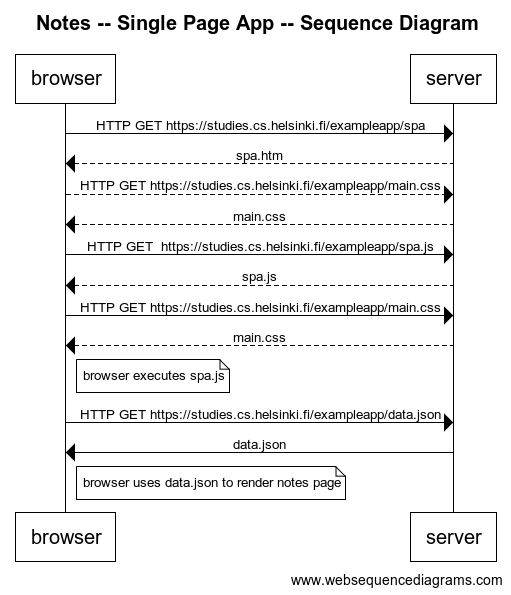 Notes -- Single Page App -- Sequence Diagram
browser server
HTTP GET https://studies.cs.helsinki.fi/exampleapp/spa
spa.htm
HTTP GET https://studies.cs.helsinki.fi/exampleapp/main.css
main.css
HTTP GET  https://studies.cs.helsinki.fi/exampleapp/spa.js
spa.js
HTTP GET https://studies.cs.helsinki.fi/exampleapp/main.css
main.css
browser executes spa.js
HTTP GET https://studies.cs.helsinki.fi/exampleapp/data.json
data.json
browser uses data.json to render notes page
browser server
www.websequencediagrams.com